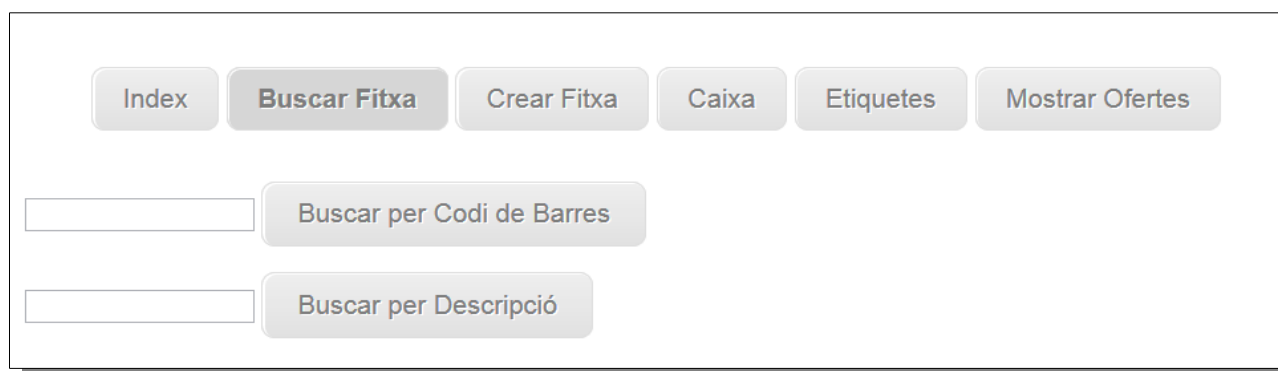 Index Buscar Fitxa Crear Fitxa Caixa Etiquetes Mostrar Ofertes
Buscar per Codi de Barres
Buscar per Descripció